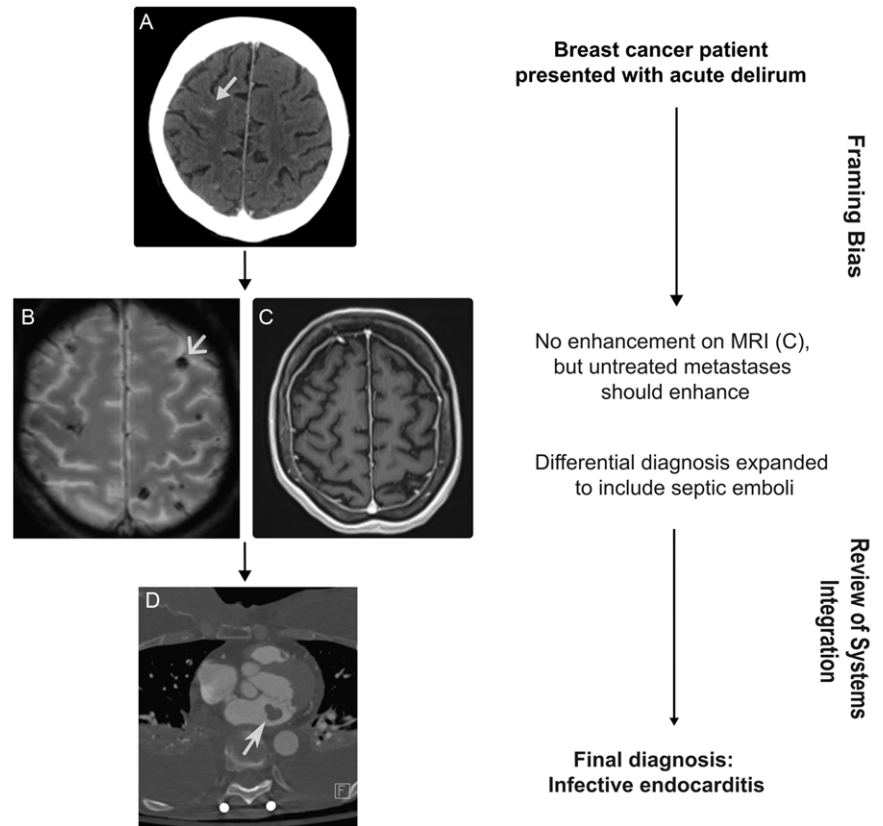 A
Breast cancer patient
presented with acute delirum
Framing Bias
B
C
No enhancement on MRI (C),
but untreated metastases
should enhance
Differential diagnosis expanded
to include septic emboli
Review of Systems
Integration
D
F
Final diagnosis:
Infective endocarditis